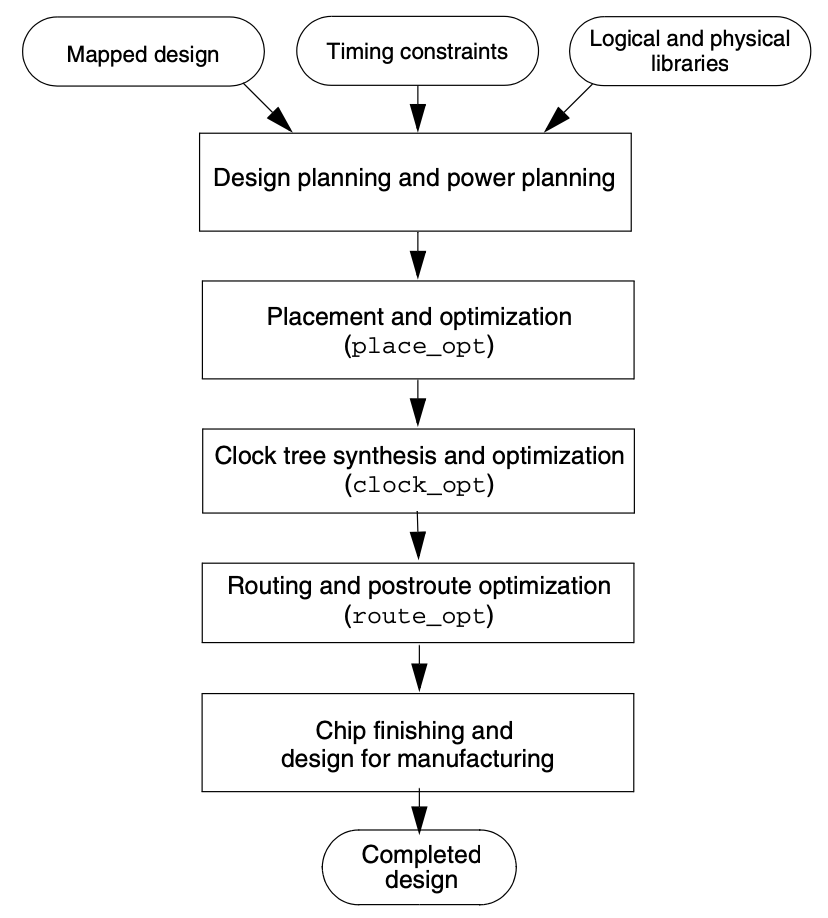 Mapped design
Timing constraints
Logical and physical
libraries
Design planning and power planning
Placement and optimization
(place_opt)
Clock tree synthesis and optimization
(clock_opt)
Routing and postroute optimization
(route_opt)
Chip finishing and
design for manufacturing
Completed
design